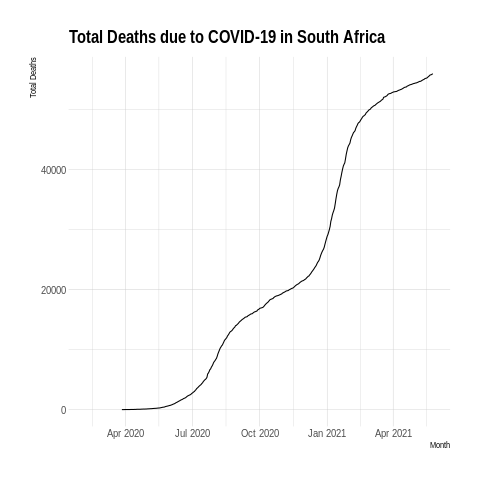 Total Deaths due to COVID-19 in South Africa
Total Deaths
40000
20000
0
Apr 2020 Jul 2020 Oct 2020 Jan 2021 Apr 2021
Month